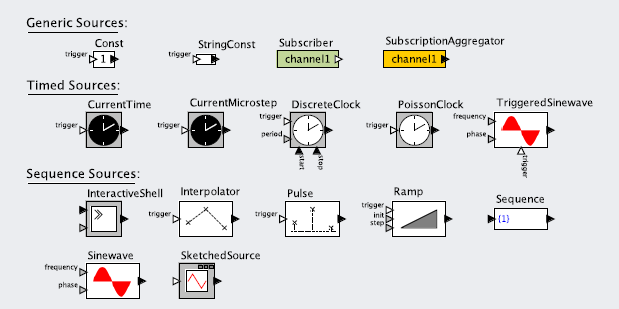 Generic Sources:
Const
trigger
1
StringConst
trigger
Subscriber
channel1
SubscriptionAggregator
channel1
Timed Sources:
CurrentTime
trigger
CurrentMicrostep
trigger
DiscreteClock
trigger
period
start
stop
PoissonClock
trigger
TriggeredSinewave
frequency
phase
trigger
Sequence Sources:
InteractiveShell
Interpolator
trigger
Pulse
trigger
Ramp
trigger
init
step
Sequence
{1}
Sinewave
frequency
phase
SketchedSource